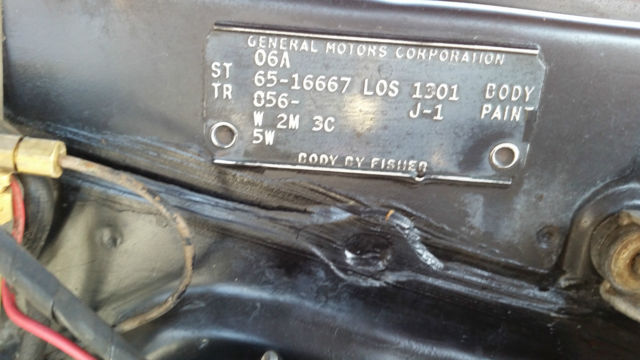 GENERAL MOTORS CORPORATION
06A
ST 65-16667 LOS 1301 BODY
TR 856- J-1 PAINT
W 2M 3C
5W
BODY BY FISHER